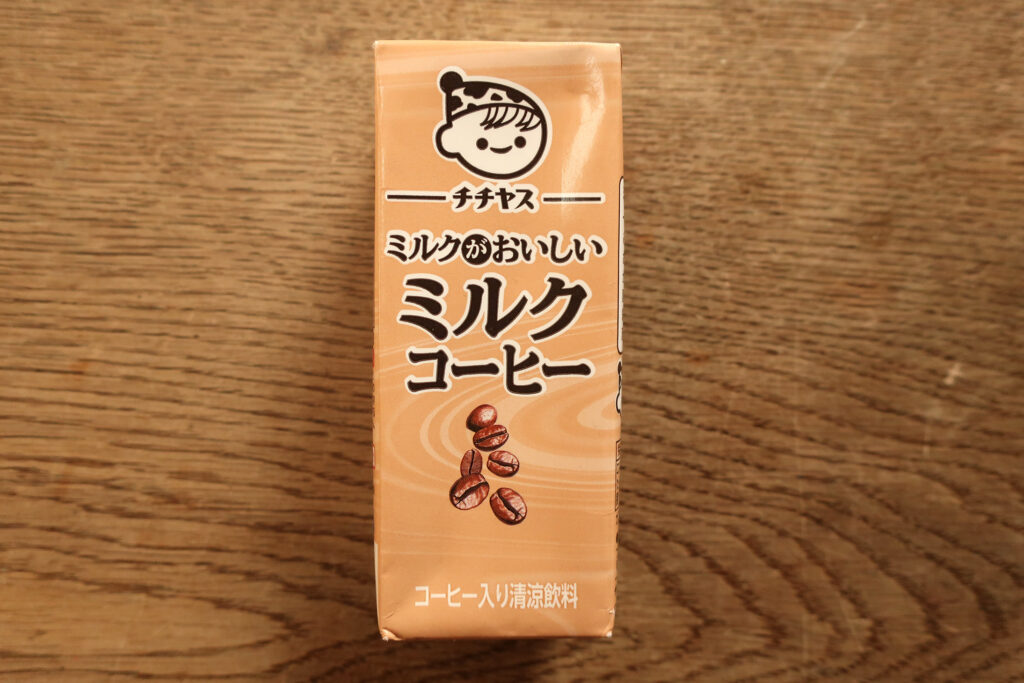 チチヤス
ミルクがおいしい
ミルク
コーヒー
コーヒー入り清涼飲料